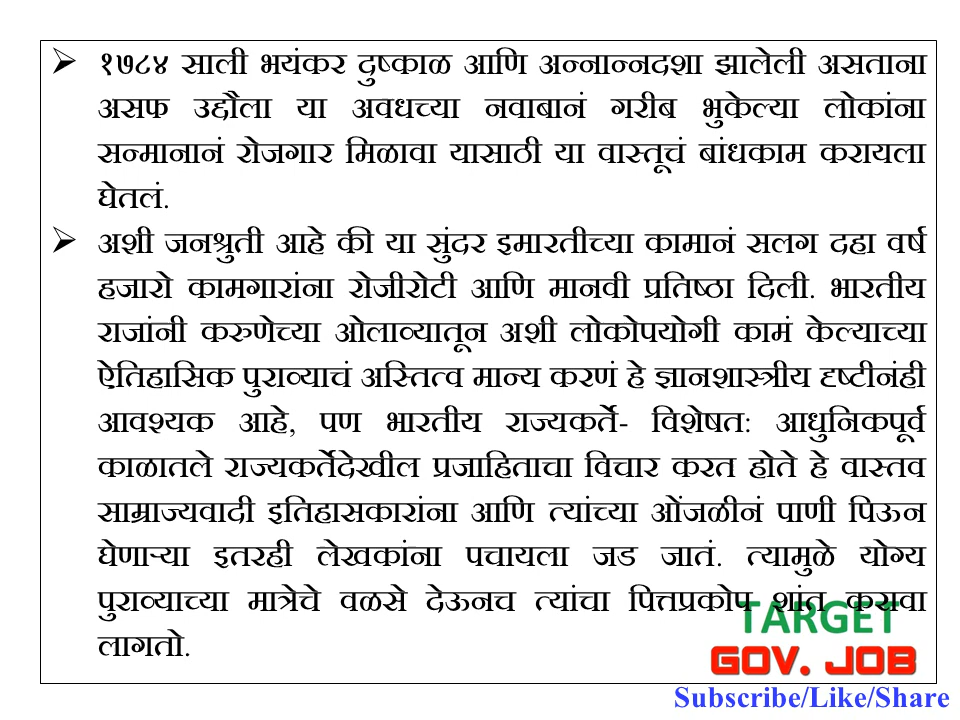 ➢ १७८४ साली भयंकर दुष्काळ आणि अन्नान्नदशा झालेली असताना
असफ उद्दौला या अवधच्या नवाबानं गरीब भुकेल्या लोकांना
सन्मानानं रोजगार मिळावा यासाठी या वास्तूचं बांधकाम करायला
घेतलं.
➢ अशी जनश्रुती आहे की या सुंदर इमारतीच्या कामानं सलग दहा वर्ष
हजारो कामगारांना रोजीरोटी आणि मानवी प्रतिष्ठा दिली. भारतीय
राजांनी करुणेच्या ओलाव्यातून अशी लोकोपयोगी कामं केल्याच्या
ऐतिहासिक पुराव्याचं अस्तित्व मान्य करणं हे ज्ञानशास्त्रीय दृष्टीनंही
आवश्यक आहे, पण भारतीय राज्यकर्ते- विशेषत: आधुनिकपूर्व
काळातले राज्यकर्तेदेखील प्रजाहिताचा विचार करत होते हे वास्तव
साम्राज्यवादी इतिहासकारांना आणि त्यांच्या ओंजळीनं पाणी पिऊन
घेणाऱ्या इतरही लेखकांना पचायला जड जातं. त्यामुळे योग्य
पुराव्याच्या मात्रेचे वळसे देऊनच त्यांचा पित्तप्रकोप शांत करावा
लागतो.
TARGET
GOV. JOB
Subscribe/Like/Share